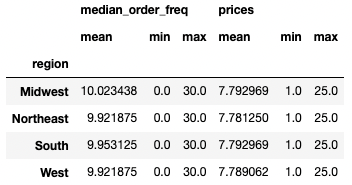 median_order_freq prices
mean min max mean min max
region
Midwest 10.023438 0.0 30.0 7.792969 1.0 25.0
Northeast 9.921875 0.0 30.0 7.781250 1.0 25.0
South 9.953125 0.0 30.0 7.792969 1.0 25.0
West 9.921875 0.0 30.0 7.789062 1.0 25.0